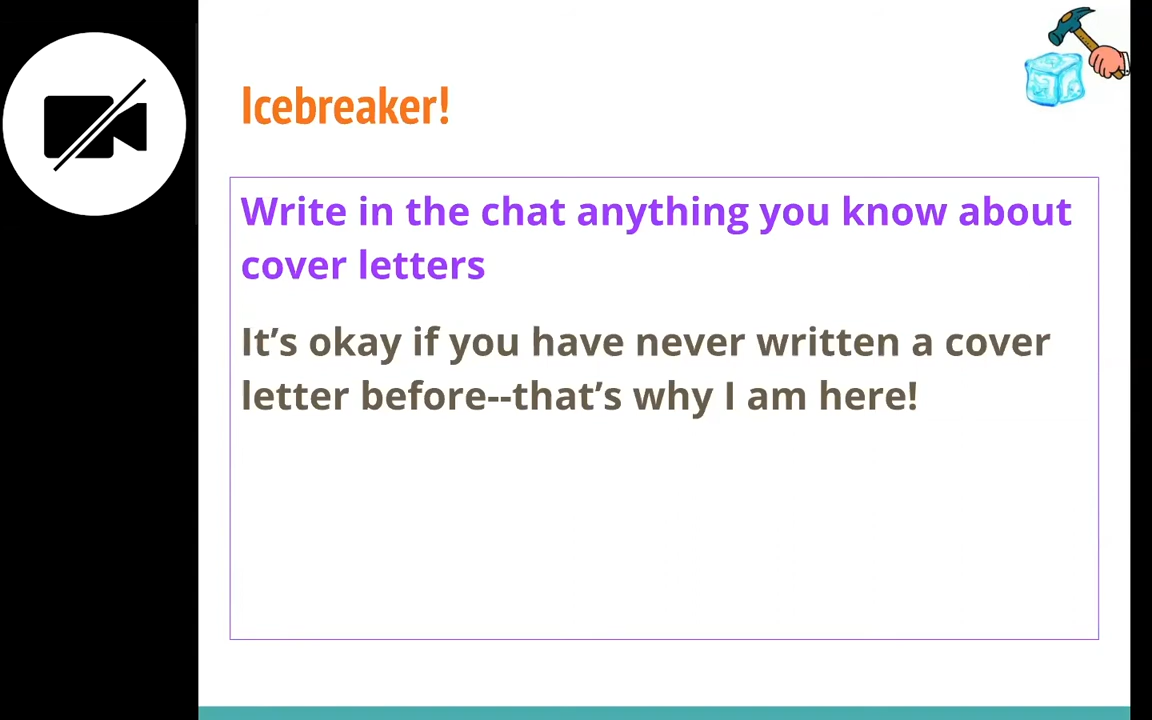 Icebreaker!
Write in the chat anything you know about
cover letters
It’s okay if you have never written a cover
letter before--that’s why I am here!